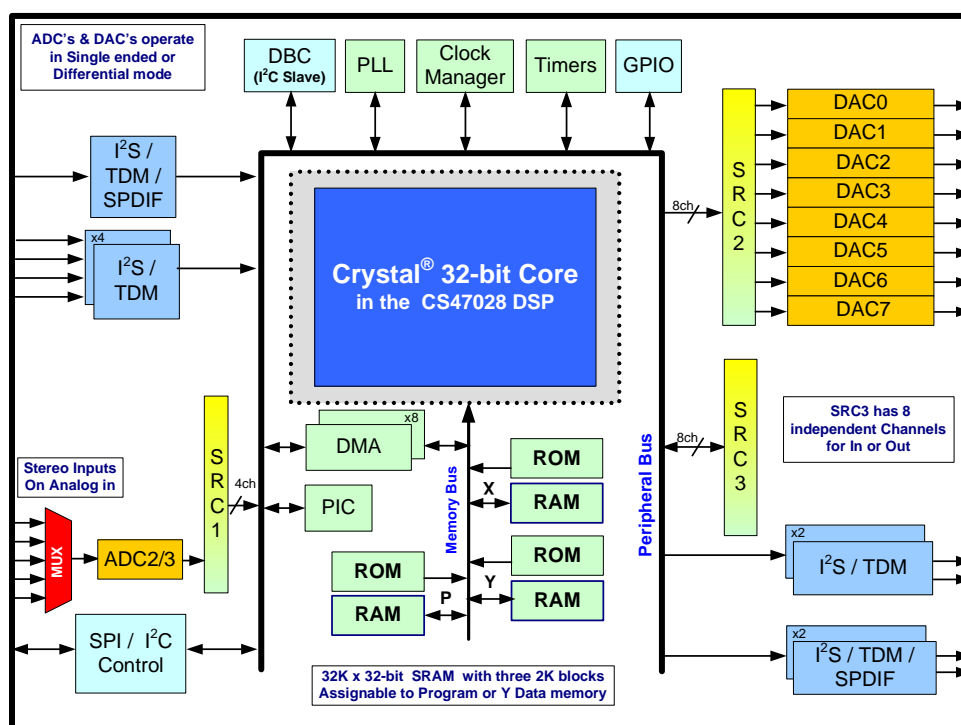 ADC's & DAC's operate
in Single ended or
Differential mode
DBC
(I²C Slave)
PLL
Clock
Manager
Timers
GPIO
I²S /
TDM /
SPDIF
x4
I²S /
TDM
Crystal® 32-bit Core
in the CS47028 DSP
8ch
SRC2
DAC0
DAC1
DAC2
DAC3
DAC4
DAC5
DAC6
DAC7
x8
DMA
PIC
SRC1
4ch
Stereo Inputs
On Analog in
MUX
ADC2/3
SPI / I²C
Control
Memory Bus
X
ROM
RAM
Y
ROM
RAM
P
ROM
RAM
Peripheral Bus
8ch
SRC3
SRC3 has 8
independent Channels
for In or Out
x2
I²S / TDM
x2
I²S / TDM /
SPDIF
32K x 32-bit SRAM with three 2K blocks
Assignable to Program or Y Data memory